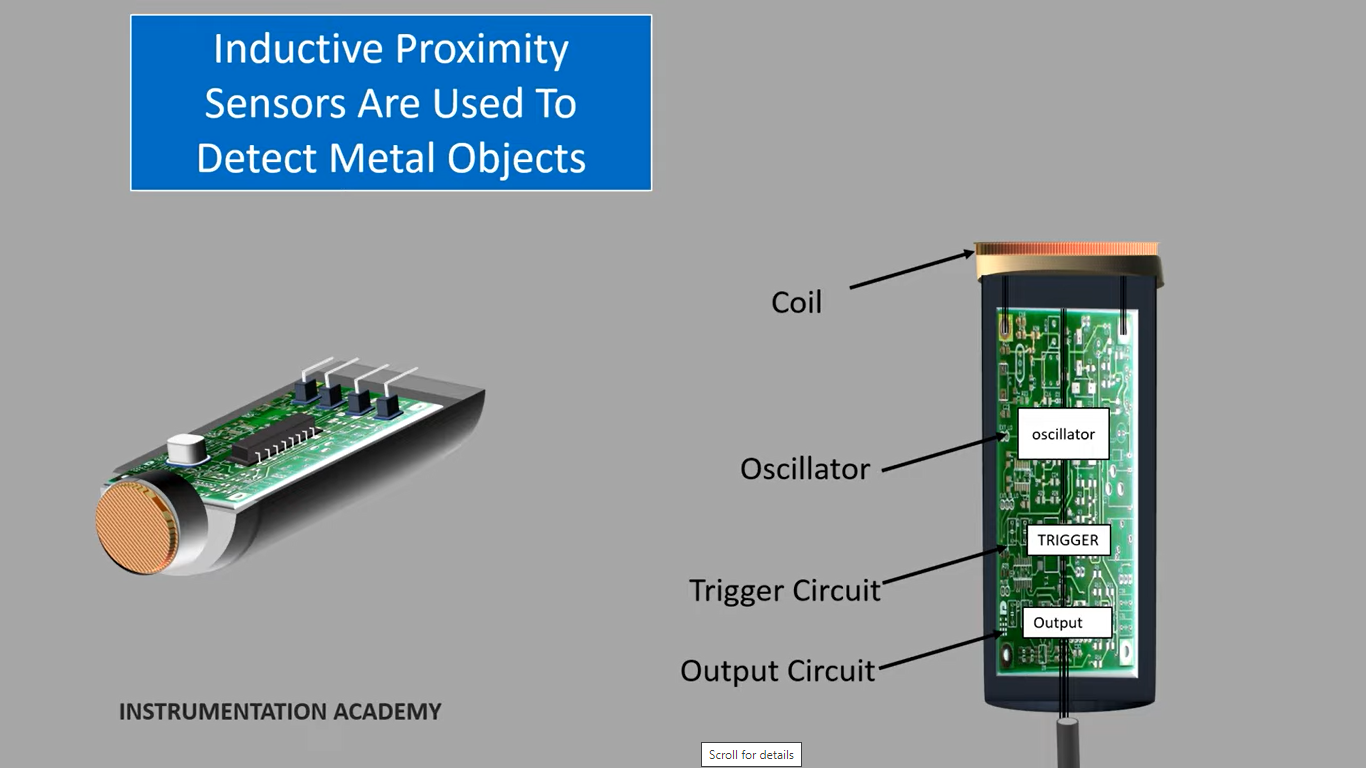 Inductive Proximity
Sensors Are Used To
Detect Metal Objects
Coil
Oscillator
oscillator
TRIGGER
Trigger Circuit
Output
Output Circuit
INSTRUMENTATION ACADEMY
Scroll for details